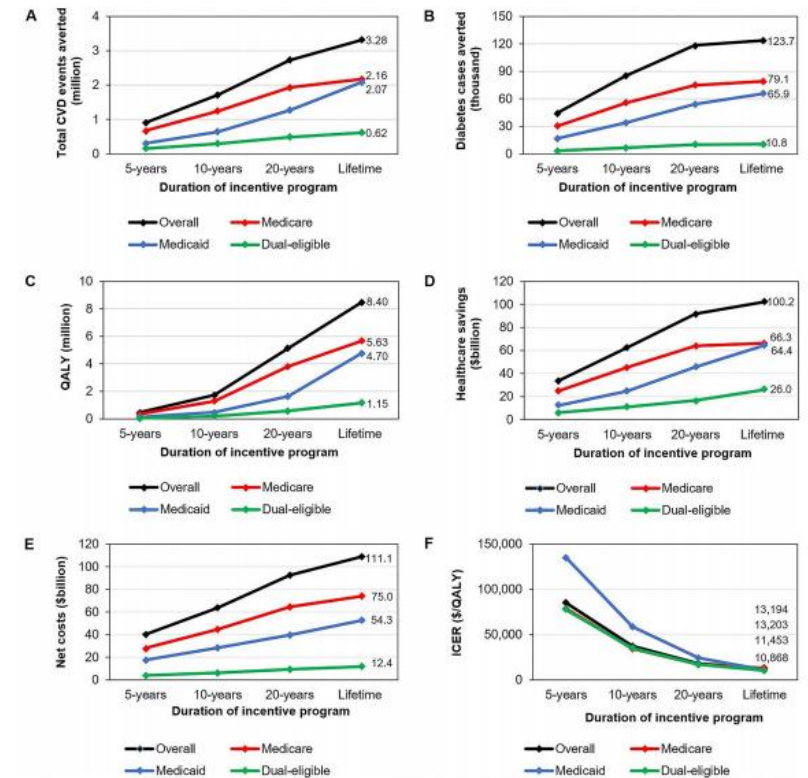 A
Total CVD events averted
(million)
4
3
2
1
0
3.28
2.16
2.07
0.62
5-years 10-years 20-years Lifetime
Duration of incentive program
Overall Medicare
Medicaid Dual-eligible
B
Diabetes cases averted
(thousand)
150
120
90
60
30
0
123.7
79.1
65.9
10.8
5-years 10-years 20-years Lifetime
Duration of incentive program
Overall Medicare
Medicaid Dual-eligible
C
QALY (million)
10
8
6
4
2
0
8.40
5.63
4.70
1.15
5-years 10-years 20-years Lifetime
Duration of incentive program
Overall Medicare
Medicaid Dual-eligible
D
Healthcare savings
($billion)
120
100
80
60
40
20
0
100.2
66.3
64.4
26.0
5-years 10-years 20-years Lifetime
Duration of incentive program
Overall Medicare
Medicaid Dual-eligible
E
Net costs ($billion)
120
100
80
60
40
20
0
111.1
75.0
54.3
12.4
5-years 10-years 20-years Lifetime
Duration of incentive program
Overall Medicare
Medicaid Dual-eligible
F
ICER ($/QALY)
150,000
100,000
50,000
0
13,194
13,203
11,453
10,868
5-years 10-years 20-years Lifetime
Duration of incentive program
Overall Medicare
Medicaid Dual-eligible